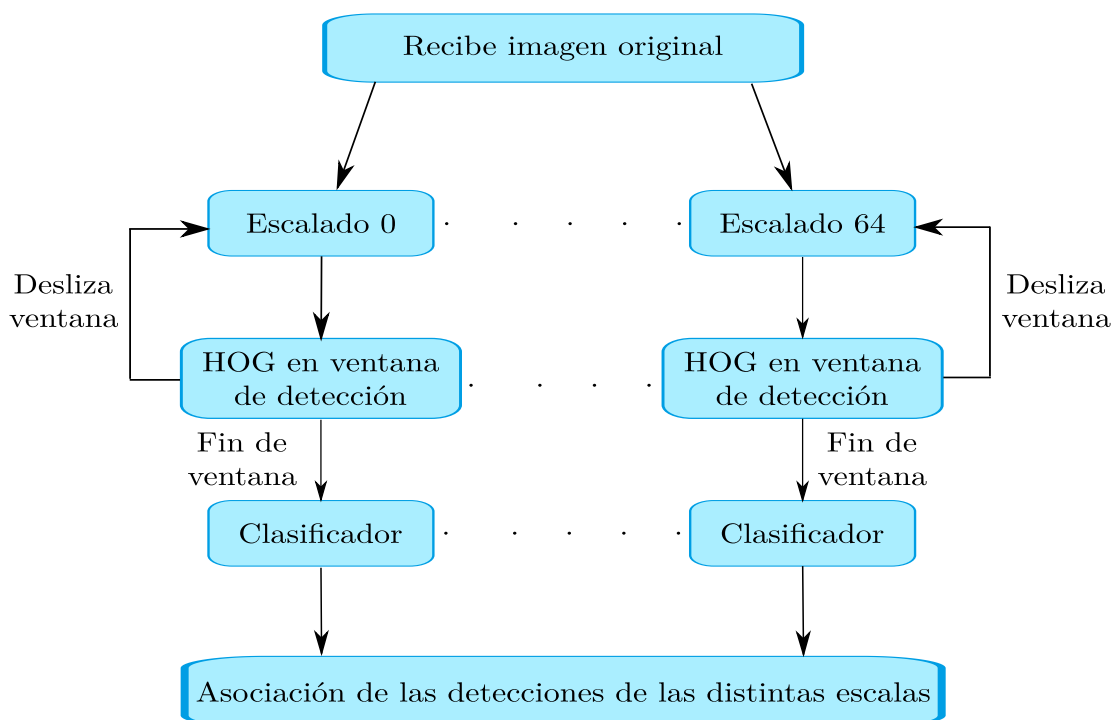 Recibe imagen original
Escalado 0
Escalado 64
Desliza
ventana
Desliza
ventana
HOG en ventana
de detección
HOG en ventana
de detección
Fin de
ventana
Fin de
ventana
Clasificador
Clasificador
Asociación de las detecciones de las distintas escalas